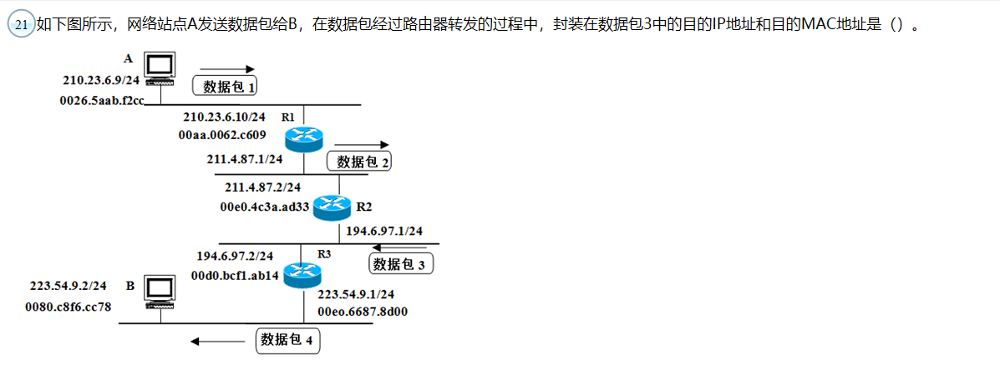 21 如下图所示，网络站点A发送数据包给B，在数据包经过路由器转发的过程中，封装在数据包3中的目的IP地址和目的MAC地址是（）。
A
210.23.6.9/24
0026.5aab.f2cc
数据包 1
210.23.6.10/24 R1
00aa.0062.c609
211.4.87.1/24
数据包 2
211.4.87.2/24
00e0.4c3a.ad33 R2
194.6.97.1/24
194.6.97.2/24 R3
数据包 3
00d0.bcf1.ab14
223.54.9.2/24 B
0080.c8f6.cc78
223.54.9.1/24
00eo.6687.8d00
数据包 4